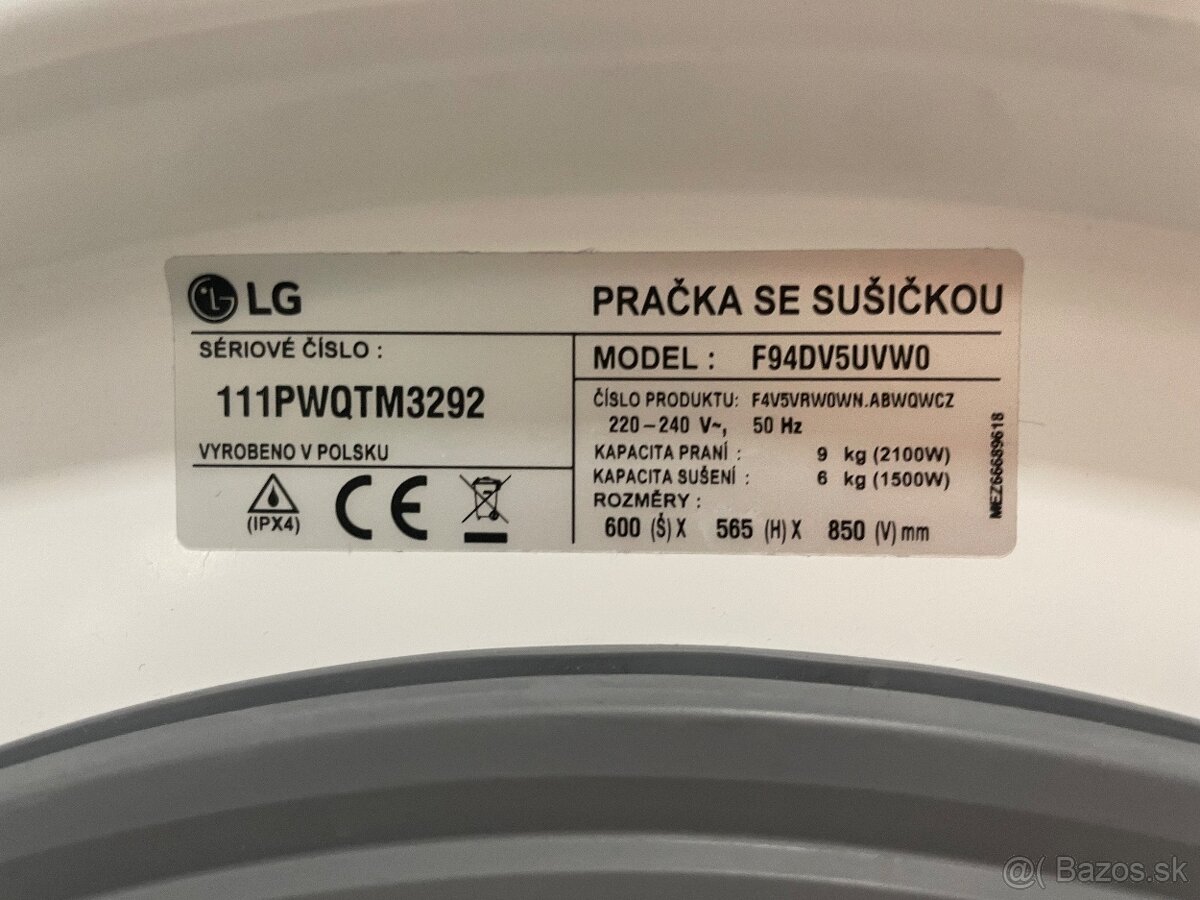 LG
PRAČKA SE SUŠIČKOU
SÉRIOVÉ ČÍSLO :
111PWQTM3292
VYROBENO V POLSKU
(IPX4)
CE
MODEL : F94DV5UVW0
ČÍSLO PRODUKTU: F4V5VRW0WN.ABWQWCZ
220-240 V~, 50 Hz
KAPACITA PRANÍ : 9 kg (2100W)
KAPACITA SUŠENÍ : 6 kg (1500W)
ROZMĚRY :
600 (Š) X 565 (H) X 850 (V) mm
MEZ66689618
@( Bazos.sk